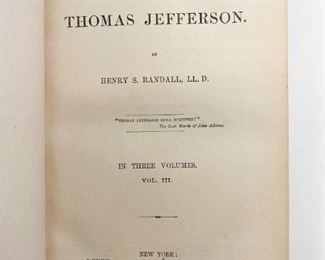 THOMAS JEFFERSON.
BY
HENRY S. RANDALL, LL. D.
"THOMAS JEFFERSON STILL SURVIVES!"
The Last Words of John Adams.
IN THREE VOLUMES.
VOL. III.
NEW YORK: